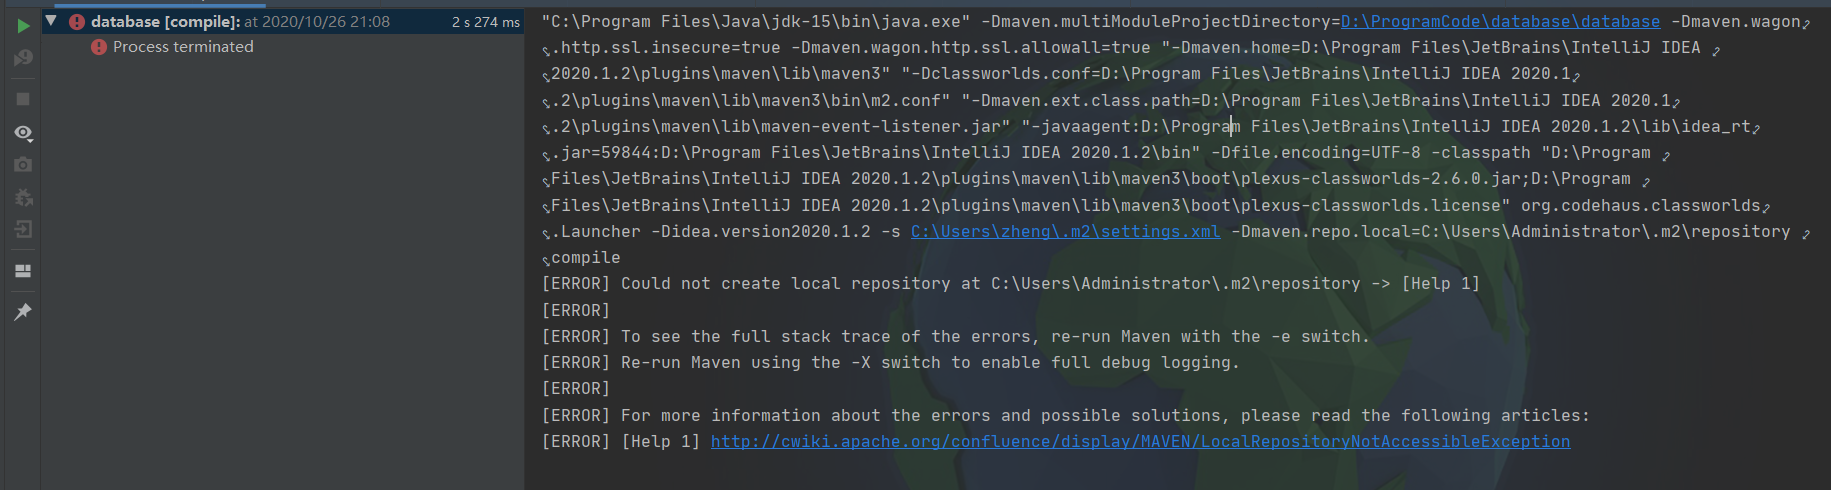 database [compile]: at 2020/10/26 21:08 2 s 274 ms
Process terminated
"C:\Program Files\Java\jdk-15\bin\java.exe" -Dmaven.multiModuleProjectDirectory=D:\ProgramCode\database\database -Dmaven.wagon
.http.ssl.insecure=true -Dmaven.wagon.http.ssl.allowall=true "-Dmaven.home=D:\Program Files\JetBrains\IntelliJ IDEA
2020.1.2\plugins\maven\lib\maven3" "-Dclassworlds.conf=D:\Program Files\JetBrains\IntelliJ IDEA 2020.1
.2\plugins\maven\lib\maven3\bin\m2.conf" "-Dmaven.ext.class.path=D:\Program Files\JetBrains\IntelliJ IDEA 2020.1
.2\plugins\maven\lib\maven-event-listener.jar" "-javaagent:D:\Program Files\JetBrains\IntelliJ IDEA 2020.1.2\lib\idea_rt
.jar=59844:D:\Program Files\JetBrains\IntelliJ IDEA 2020.1.2\bin" -Dfile.encoding=UTF-8 -classpath "D:\Program
Files\JetBrains\IntelliJ IDEA 2020.1.2\plugins\maven\lib\maven3\boot\plexus-classworlds-2.6.0.jar;D:\Program
Files\JetBrains\IntelliJ IDEA 2020.1.2\plugins\maven\lib\maven3\boot\plexus-classworlds.license" org.codehaus.classworlds
.Launcher -Didea.version2020.1.2 -s C:\Users\zheng\.m2\settings.xml -Dmaven.repo.local=C:\Users\Administrator\.m2\repository
compile
[ERROR] Could not create local repository at C:\Users\Administrator\.m2\repository -> [Help 1]
[ERROR]
[ERROR] To see the full stack trace of the errors, re-run Maven with the -e switch.
[ERROR] Re-run Maven using the -X switch to enable full debug logging.
[ERROR]
[ERROR] For more information about the errors and possible solutions, please read the following articles:
[ERROR] [Help 1] http://cwiki.apache.org/confluence/display/MAVEN/LocalRepositoryNotAccessibleException